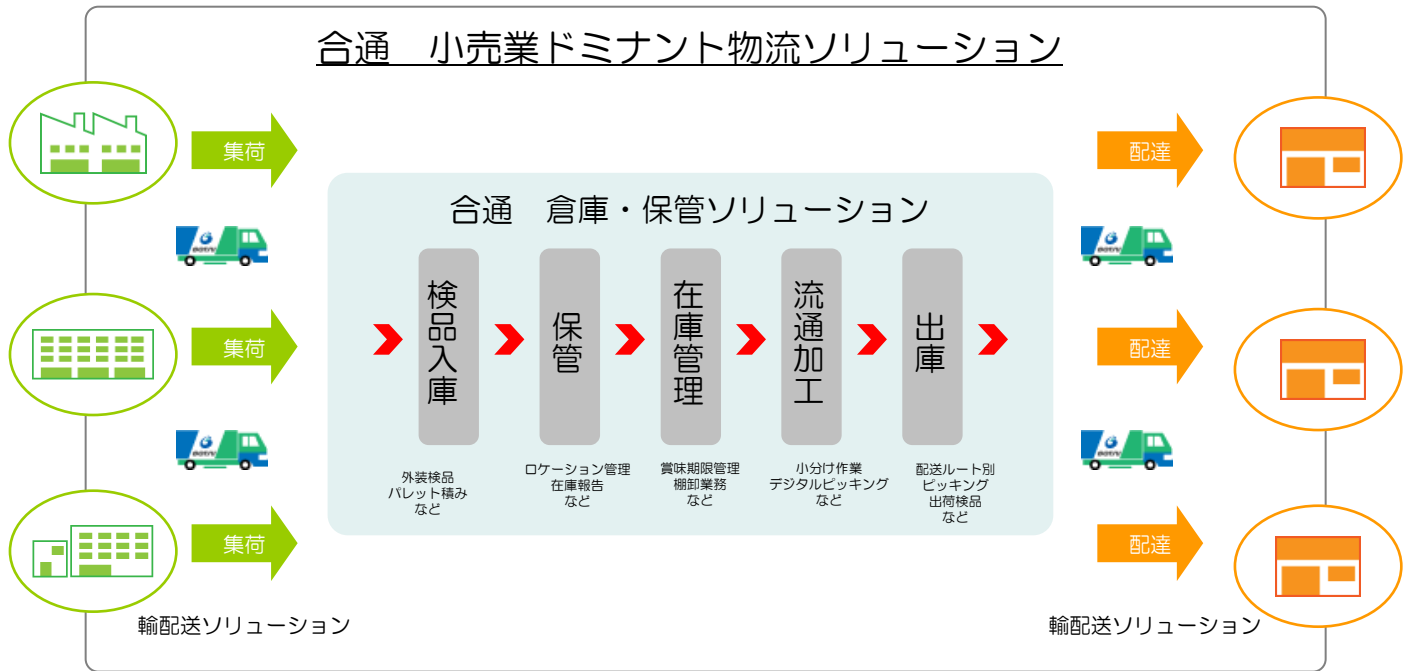 合通　小売業ドミナント物流ソリューション
集荷
配達
合通　倉庫・保管ソリューション
検品入庫
保管
在庫管理
流通加工
出庫
集荷
配達
外装検品
パレット積み
など
ロケーション管理
在庫報告
など
賞味期限管理
棚卸業務
など
小分け作業
デジタルピッキング
など
配送ルート別
ピッキング
出荷検品
など
集荷
配達
輸配送ソリューション
輸配送ソリューション